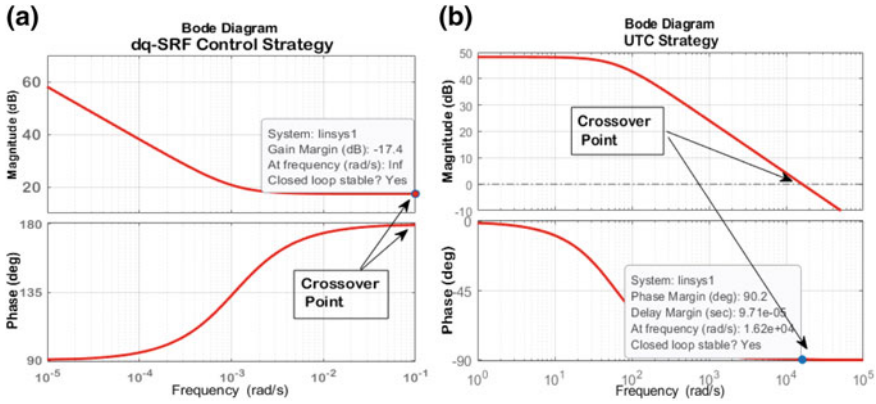 (a)
Bode Diagram
dq-SRF Control Strategy
Magnitude (dB)
60
40
20
System: linsys1
Gain Margin (dB): -17.4
At frequency (rad/s): Inf
Closed loop stable? Yes
Phase (deg)
180
135
90
Crossover
Point
10-5
10-4
10-3
10-2
10-1
Frequency (rad/s)
(b)
Bode Diagram
UTC Strategy
Magnitude (dB)
50
40
30
20
10
0
-10
Crossover
Point
Phase (deg)
0
-45
-90
System: linsys1
Phase Margin (deg): 90.2
Delay Margin (sec): 9.71e-05
At frequency (rad/s): 1.62e+04
Closed loop stable? Yes
10^0
10^1
10^2
10^3
10^4
10^5
Frequency (rad/s)